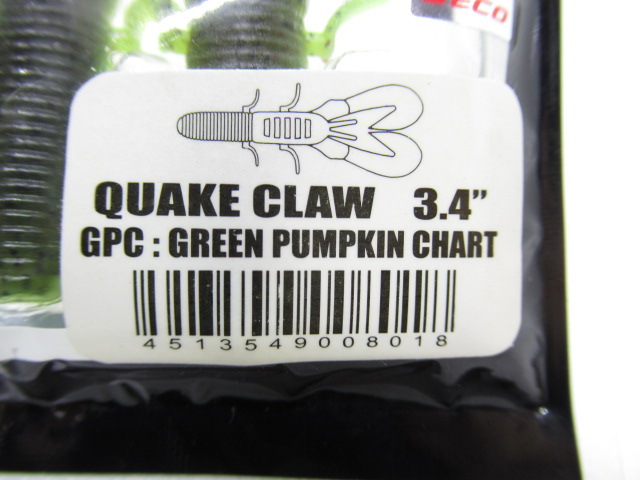 QUAKE CLAW 3.4”
GPC : GREEN PUMPKIN CHART
4513549008018